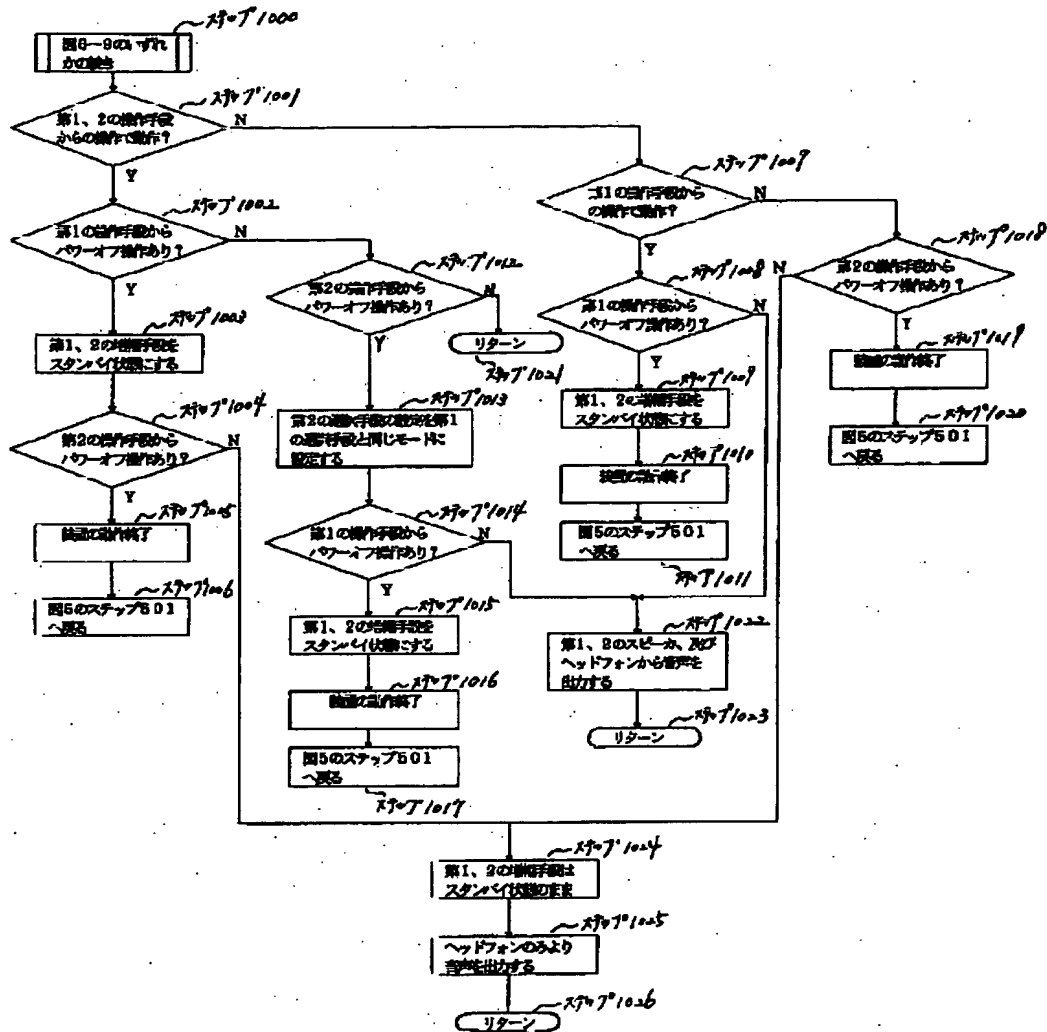 ステップ1000
図6-9のいずれ
かの続き
ステップ1001
第1、2の操作手段
からの操作で動作?
N
Y
ステップ1002
第1の操作手段から
パワーオフ操作あり?
N
Y
ステップ1003
第1、2の増幅手段を
スタンバイ状態にする
ステップ1004
第2の操作手段から
パワーオフ操作あり?
N
Y
ステップ1005
装置の動作終了
ステップ1006
図5のステップ501
へ戻る
ステップ1012
第2の操作手段から
パワーオフ操作あり?
N
Y
リターン
ステップ1021
ステップ1013
第2の選択手段の設定を第1
の選択手段と同じモードに
設定する
ステップ1014
第1の操作手段から
パワーオフ操作あり?
N
Y
ステップ1015
第1、2の増幅手段を
スタンバイ状態にする
ステップ1016
装置の動作終了
図5のステップ501
へ戻る
ステップ1017
ステップ1007
第1の操作手段から
の操作で動作?
N
Y
ステップ1008
第1の操作手段から
パワーオフ操作あり?
N
Y
ステップ1009
第1、2の増幅手段を
スタンバイ状態にする
ステップ1010
装置の動作終了
図5のステップ501
へ戻る
ステップ1011
ステップ1022
第1、2のスピーカ、及び
ヘッドフォンから音声を
出力する
ステップ1023
リターン
ステップ1018
第2の操作手段から
パワーオフ操作あり?
N
Y
ステップ1019
装置の動作終了
ステップ1020
図5のステップ501
へ戻る
ステップ1024
第1、2の増幅手段は
スタンバイ状態のまま
ステップ1025
ヘッドフォンのみより
音声を出力する
ステップ1026
リターン